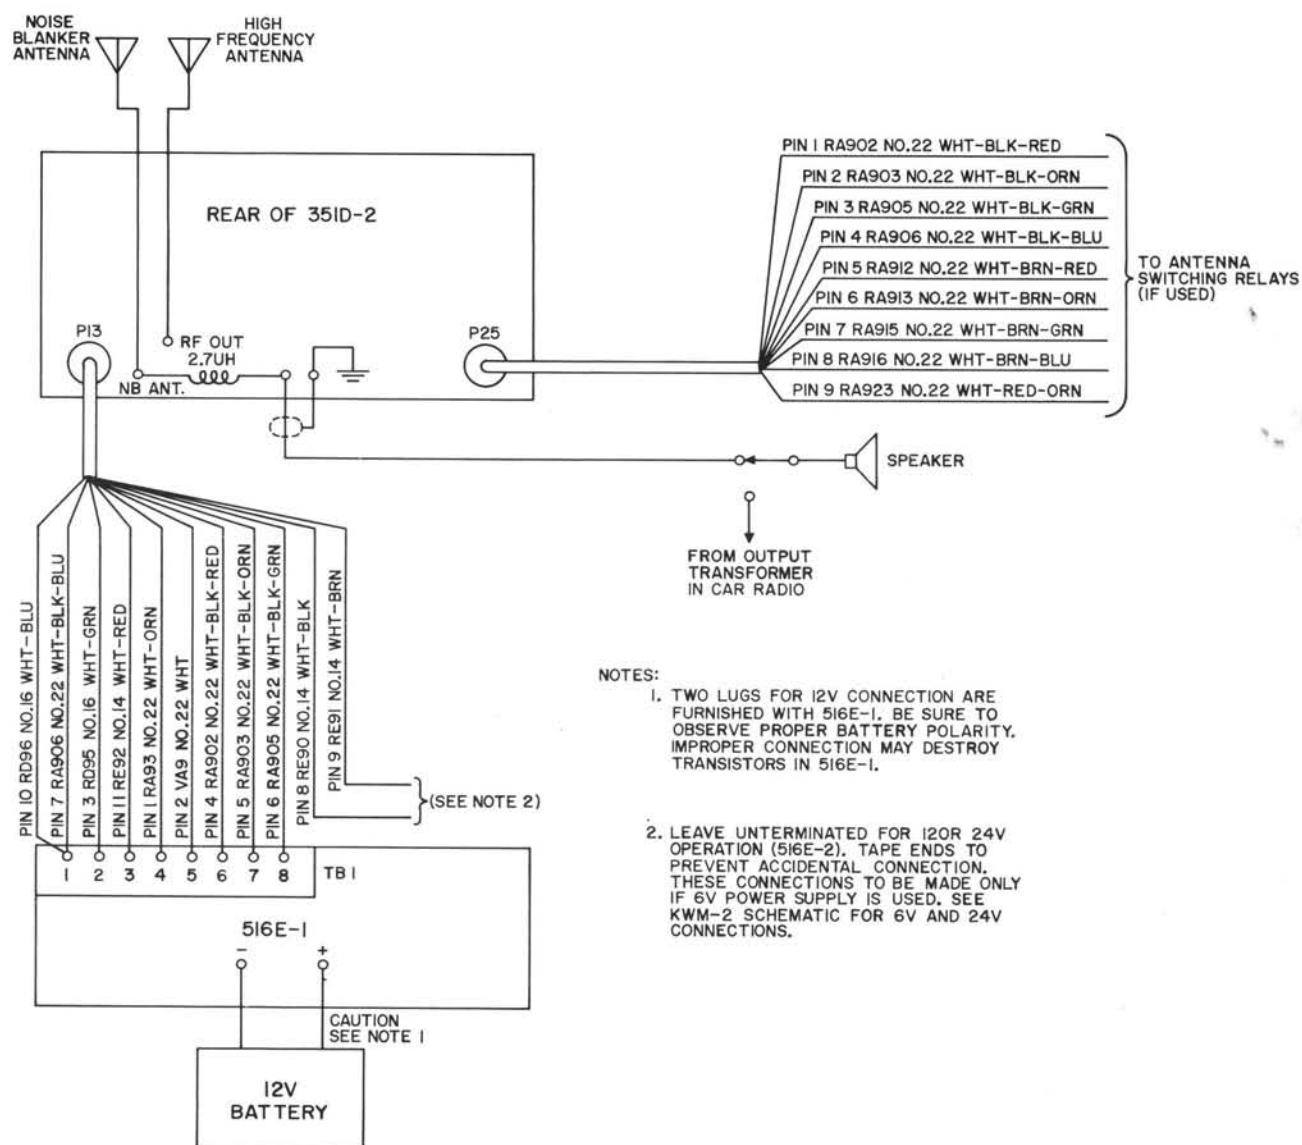 NOISE
BLANKER
ANTENNA
HIGH
FREQUENCY
ANTENNA
REAR OF 351D-2
P13
RF OUT
2.7UH
NB ANT.
P25
PIN 1 RA902 NO.22 WHT-BLK-RED
PIN 2 RA903 NO.22 WHT-BLK-ORN
PIN 3 RA905 NO.22 WHT-BLK-GRN
PIN 4 RA906 NO.22 WHT-BLK-BLU
PIN 5 RA912 NO.22 WHT-BRN-RED
PIN 6 RA913 NO.22 WHT-BRN-ORN
PIN 7 RA915 NO.22 WHT-BRN-GRN
PIN 8 RA916 NO.22 WHT-BRN-BLU
PIN 9 RA923 NO.22 WHT-RED-ORN
TO ANTENNA
SWITCHING RELAYS
(IF USED)
SPEAKER
FROM OUTPUT
TRANSFORMER
IN CAR RADIO
PIN 10 RD96 NO.16 WHT-BLU
PIN 7 RA906 NO.22 WHT-BLK-BLU
PIN 3 RD95 NO.16 WHT-GRN
PIN 11 RE92 NO.14 WHT-RED
PIN 1 RA93 NO.22 WHT-ORN
PIN 2 VA9 NO.22 WHT
PIN 4 RA902 NO.22 WHT-BLK-RED
PIN 5 RA903 NO.22 WHT-BLK-ORN
PIN 6 RA905 NO.22 WHT-BLK-GRN
PIN 8 RE90 NO.14 WHT-BLK
PIN 9 RE91 NO.14 WHT-BRN
(SEE NOTE 2)
1 2 3 4 5 6 7 8 TB 1
516E-1
- +
CAUTION
SEE NOTE 1
12V
BATTERY
NOTES:
1. TWO LUGS FOR 12V CONNECTION ARE
FURNISHED WITH 516E-1. BE SURE TO
OBSERVE PROPER BATTERY POLARITY.
IMPROPER CONNECTION MAY DESTROY
TRANSISTORS IN 516E-1.
2. LEAVE UNTERMINATED FOR 12OR 24V
OPERATION (516E-2). TAPE ENDS TO
PREVENT ACCIDENTAL CONNECTION.
THESE CONNECTIONS TO BE MADE ONLY
IF 6V POWER SUPPLY IS USED. SEE
KWM-2 SCHEMATIC FOR 6V AND 24V
CONNECTIONS.